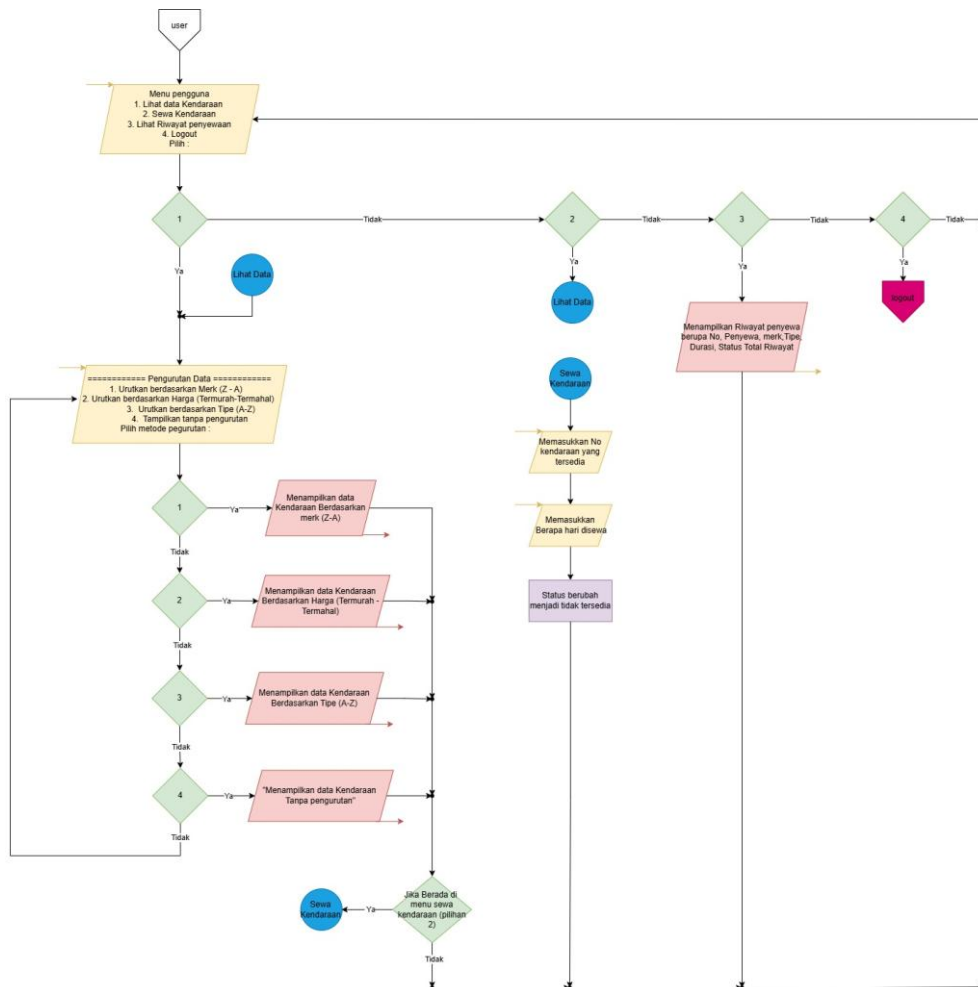 user
Menu pengguna
1. Lihat data Kendaraan
2. Sewa Kendaraan
3. Lihat Riwayat penyewaan
4. Logout
Pilih :
1
Tidak
2
Tidak
3
Tidak
4
Tidak
Ya
Ya
Ya
Ya
Lihat Data
Lihat Data
logout
Menampilkan Riwayat penyewa
berupa No, Penyewa, merk,Tipe,
Durasi, Status Total Riwayat
============ Pengurutan Data ============
1. Urutkan berdasarkan Merk (Z - A)
2. Urutkan berdasarkan Harga (Termurah-Termahal)
3. Urutkan berdasarkan Tipe (A-Z)
4. Tampilkan tanpa pengurutan
Pilih metode pegurutan :
Sewa
Kendaraan
Memasukkan No
kendaraan yang
tersedia
Memasukkan
Berapa hari disewa
Status berubah
menjadi tidak tersedia
1
Ya
Menampilkan data
Kendaraan Berdasarkan
merk (Z-A)
Tidak
2
Ya
Menampilkan data Kendaraan
Berdasarkan Harga (Termurah -
Termahal)
Tidak
3
Ya
Menampilkan data Kendaraan
Berdasarkan Tipe (A-Z)
Tidak
4
Ya
"Menampilkan data Kendaraan
Tanpa pengurutan"
Tidak
Jika Berada di
menu sewa
kendaraan (pilihan
2)
Ya
Sewa
Kendaraan
Tidak